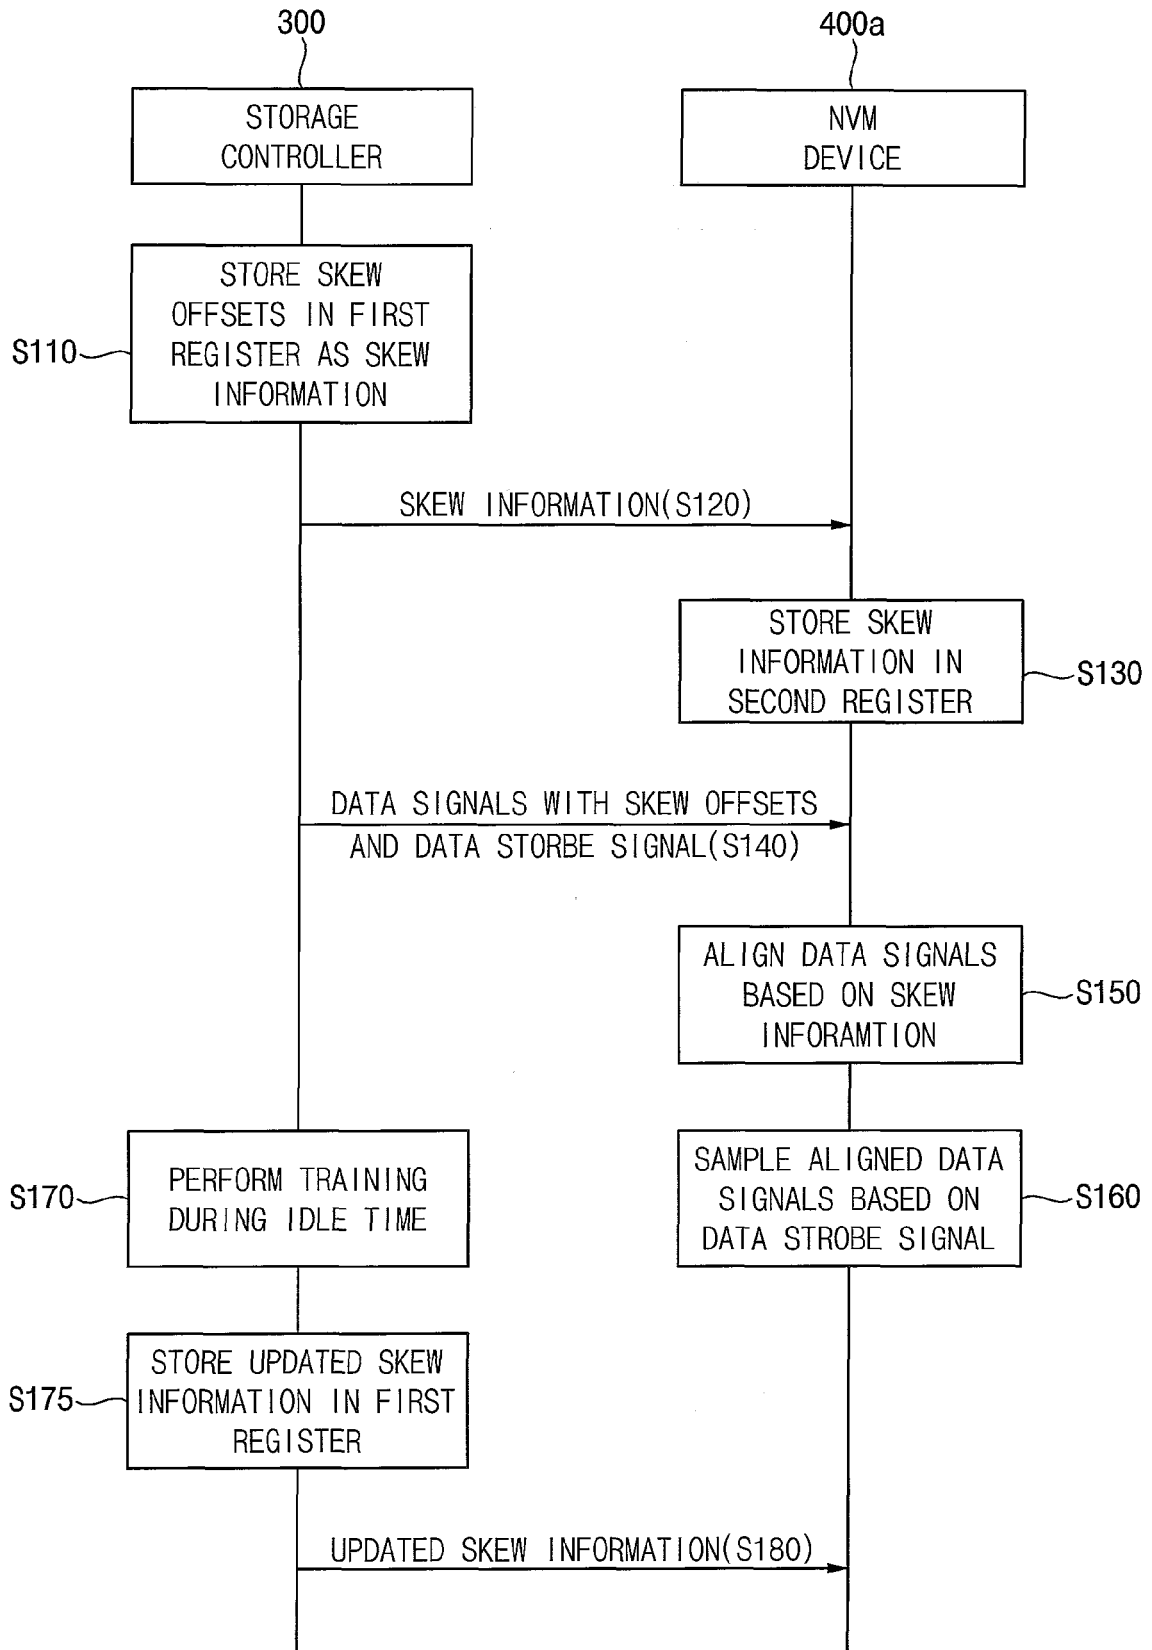 300
400a
STORAGE
CONTROLLER
NVM
DEVICE
STORE SKEW
OFFSETS IN FIRST
REGISTER AS SKEW
INFORMATION
S110
SKEW INFORMATION(S120)
STORE SKEW
INFORMATION IN
SECOND REGISTER
S130
DATA SIGNALS WITH SKEW OFFSETS
AND DATA STORBE SIGNAL(S140)
ALIGN DATA SIGNALS
BASED ON SKEW
INFORAMTION
S150
PERFORM TRAINING
DURING IDLE TIME
S170
SAMPLE ALIGNED DATA
SIGNALS BASED ON
DATA STROBE SIGNAL
S160
STORE UPDATED SKEW
INFORMATION IN FIRST
REGISTER
S175
UPDATED SKEW INFORMATION(S180)